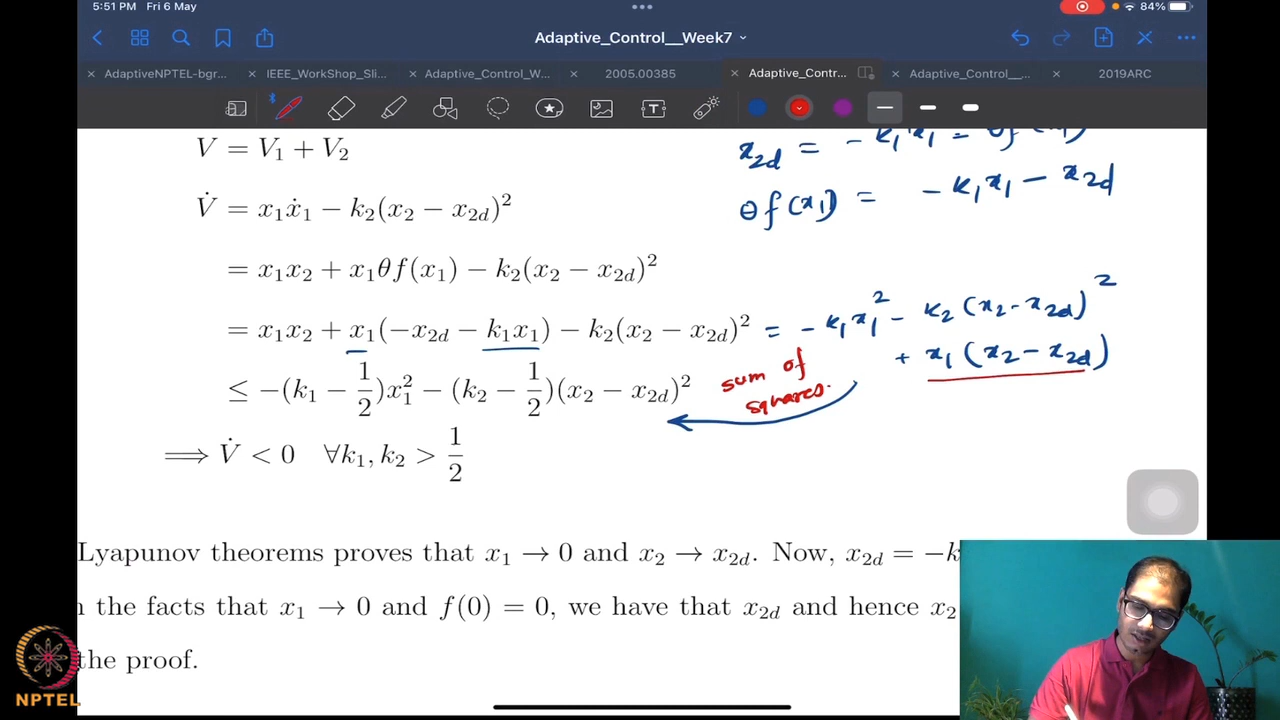 5:51 PM Fri 6 May
84%
Adaptive_Control__Week7
AdaptiveNPTEL-bgr...
IEEE_WorkShop_Sli...
Adaptive_Control_W...
2005.00385
Adaptive_Contr...
Adaptive_Control__...
2019ARC
V = V₁ + V₂
x₂d = - k₁x₁ = θf(x₁)
θf(x₁) = - k₁x₁ - x₂d
V̇ = x₁ẋ₁ − k₂(x₂ − x₂d)²
= x₁x₂ + x₁θf(x₁) − k₂(x₂ − x₂d)²
= x₁x₂ + x₁(−x₂d − k₁x₁) − k₂(x₂ − x₂d)² = - k₁x₁² - k₂(x₂-x₂d)²
+ x₁(x₂ - x₂d)
≤ −(k₁ − 1/2)x₁² − (k₂ − 1/2)(x₂ − x₂d)²
sum of
squares.
⟹ V̇ < 0 ∀k₁, k₂ > 1/2
Lyapunov theorems proves that x₁ → 0 and x₂ → x₂d. Now, x₂d = −k
the facts that x₁ → 0 and f(0) = 0, we have that x₂d and hence x₂
the proof.
NPTEL